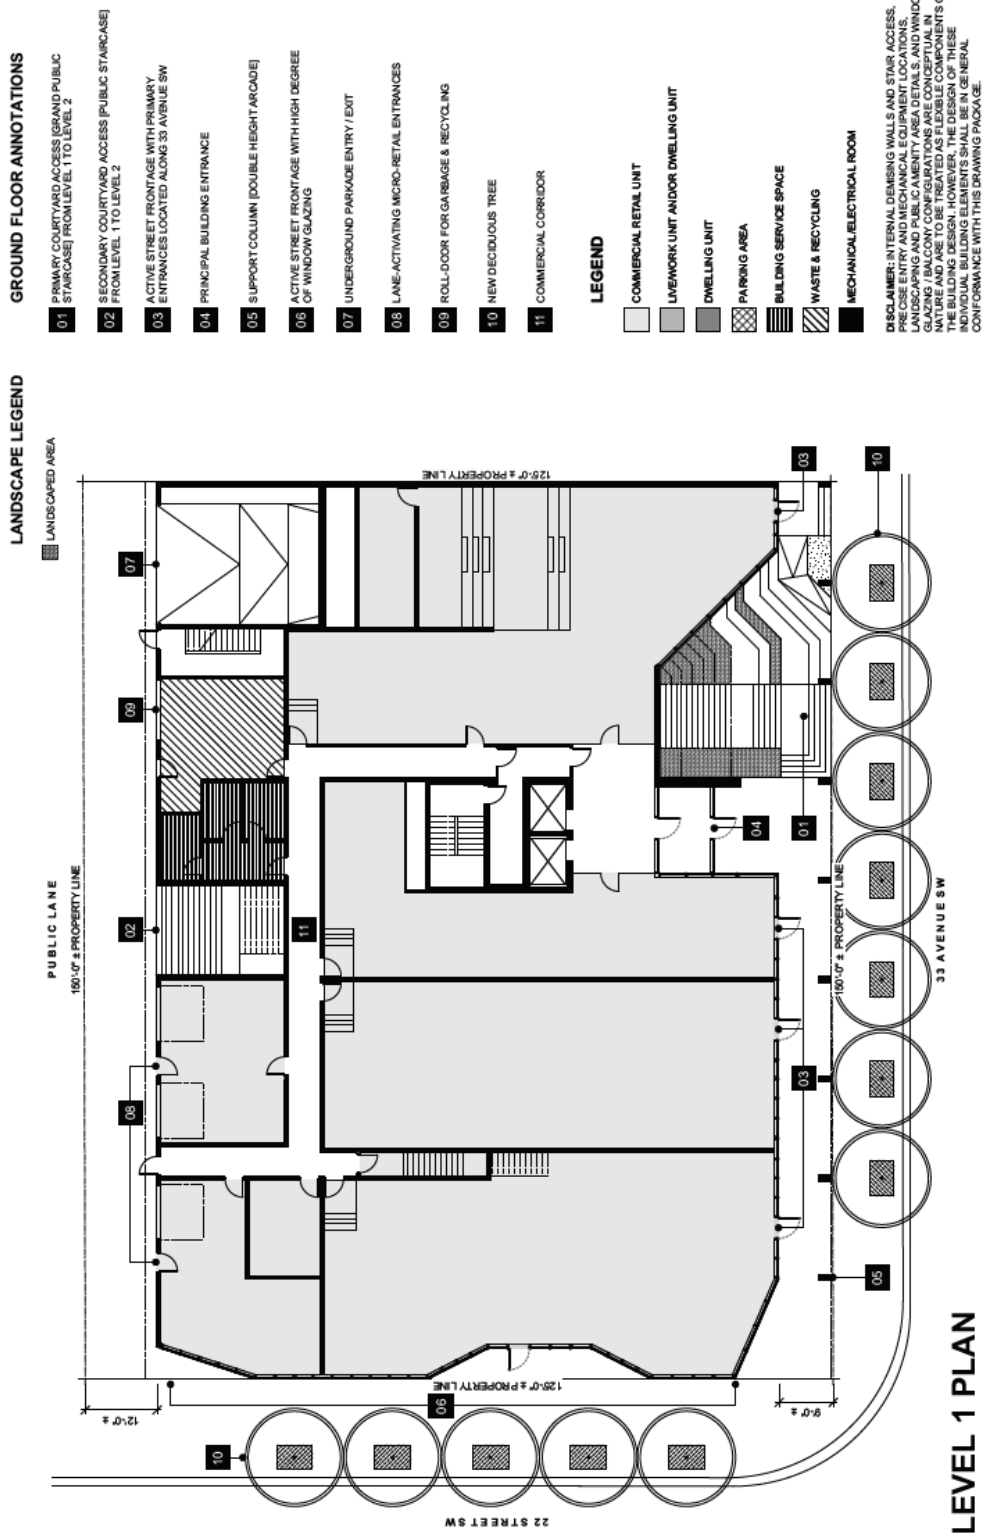 GROUND FLOOR ANNOTATIONS
01 PRIMARY COURTYARD ACCESS [GRAND PUBLIC
STAIRCASE] FROM LEVEL 1 TO LEVEL 2
02 SECONDARY COURTYARD ACCESS [PUBLIC STAIRCASE]
FROM LEVEL 1 TO LEVEL 2
03 ACTIVE STREET FRONTAGE WITH PRIMARY
ENTRANCES LOCATED ALONG 33 AVENUE SW
04 PRINCIPAL BUILDING ENTRANCE
05 SUPPORT COLUMN [DOUBLE HEIGHT ARCADE]
06 ACTIVE STREET FRONTAGE WITH HIGH DEGREE
OF WINDOW GLAZING
07 UNDERGROUND PARKADE ENTRY / EXIT
08 LANE-ACTIVATING MICRO-RETAIL ENTRANCES
09 ROLL-DOOR FOR GARBAGE & RECYCLING
10 NEW DECIDUOUS TREE
11 COMMERCIAL CORRIDOR
LEGEND
COMMERCIAL RETAIL UNIT
LIVE/WORK UNIT AND/OR DWELLING UNIT
DWELLING UNIT
PARKING AREA
BUILDING SERVICE SPACE
WASTE & RECYCLING
MECHANICAL/ELECTRICAL ROOM
DISCLAIMER: INTERNAL DEMISING WALLS AND STAIR ACCESS,
PRECISE ENTRY AND MECHANICAL EQUIPMENT LOCATIONS,
LANDSCAPING AND PUBLIC AMENITY AREA DETAILS, AND
GLAZING / BALCONY CONFIGURATIONS ARE CONCEPTUAL IN
NATURE AND ARE TO BE TREATED AS FLEXIBLE COMPONENTS
THE BUILDING DESIGN. HOWEVER, THE DESIGN OF THESE
INDIVIDUAL BUILDING ELEMENTS SHALL BE IN GENERAL
CONFORMANCE WITH THIS DRAWING PACKAGE.
LANDSCAPE LEGEND
LANDSCAPED AREA
PUBLIC LANE
150'-0" ± PROPERTY LINE
08
02
09
07
12'-0" ±
125'-0" ± PROPERTY LINE
125'-0" ± PROPERTY LINE
11
10
06
22 STREET SW
04
03
01
03
9'-0" ±
150'-0" ± PROPERTY LINE
05
10
33 AVENUE SW
LEVEL 1 PLAN